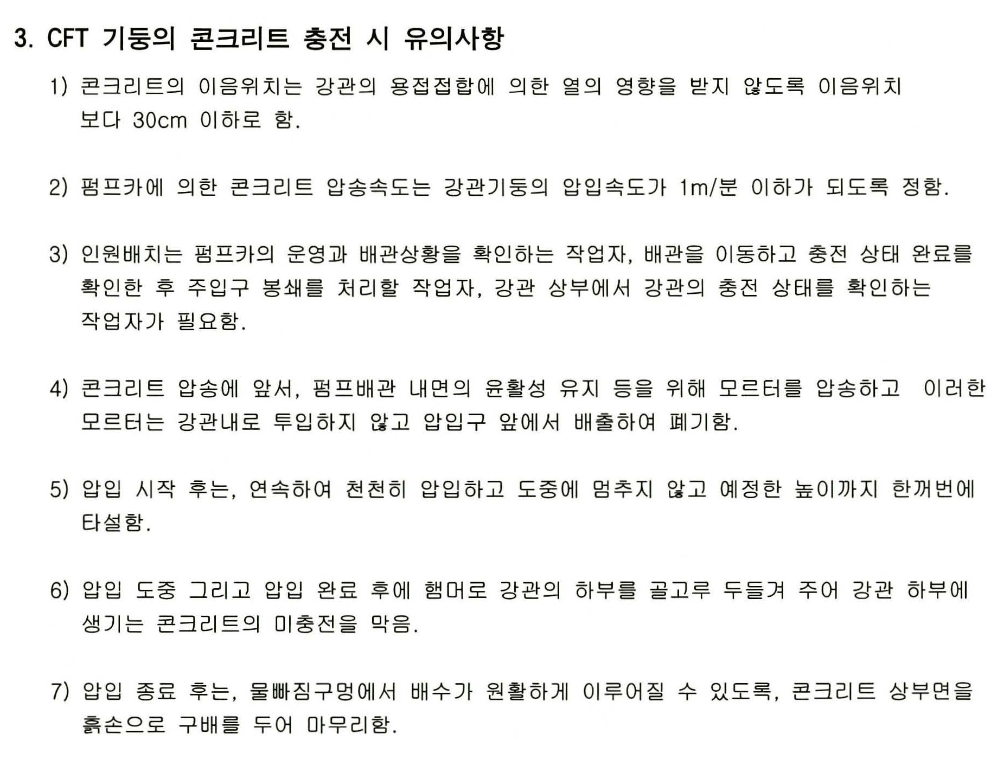 3. CFT 기둥의 콘크리트 충전 시 유의사항
1) 콘크리트의 이음위치는 강관의 용접접합에 의한 열의 영향을 받지 않도록 이음위치
보다 30cm 이하로 함.
2) 펌프카에 의한 콘크리트 압송속도는 강관기둥의 압입속도가 1m/분 이하가 되도록 정함.
3) 인원배치는 펌프카의 운영과 배관상황을 확인하는 작업자, 배관을 이동하고 충전 상태 완료를
확인한 후 주입구 봉쇄를 처리할 작업자, 강관 상부에서 강관의 충전 상태를 확인하는
작업자가 필요함.
4) 콘크리트 압송에 앞서, 펌프배관 내면의 윤활성 유지 등을 위해 모르터를 압송하고 이러한
모르터는 강관내로 투입하지 않고 압입구 앞에서 배출하여 폐기함.
5) 압입 시작 후는, 연속하여 천천히 압입하고 도중에 멈추지 않고 예정한 높이까지 한꺼번에
타설함.
6) 압입 도중 그리고 압입 완료 후에 햄머로 강관의 하부를 골고루 두들겨 주어 강관 하부에
생기는 콘크리트의 미충전을 막음.
7) 압입 종료 후는, 물빠짐구멍에서 배수가 원활하게 이루어질 수 있도록, 콘크리트 상부면을
흙손으로 구배를 두어 마무리함.